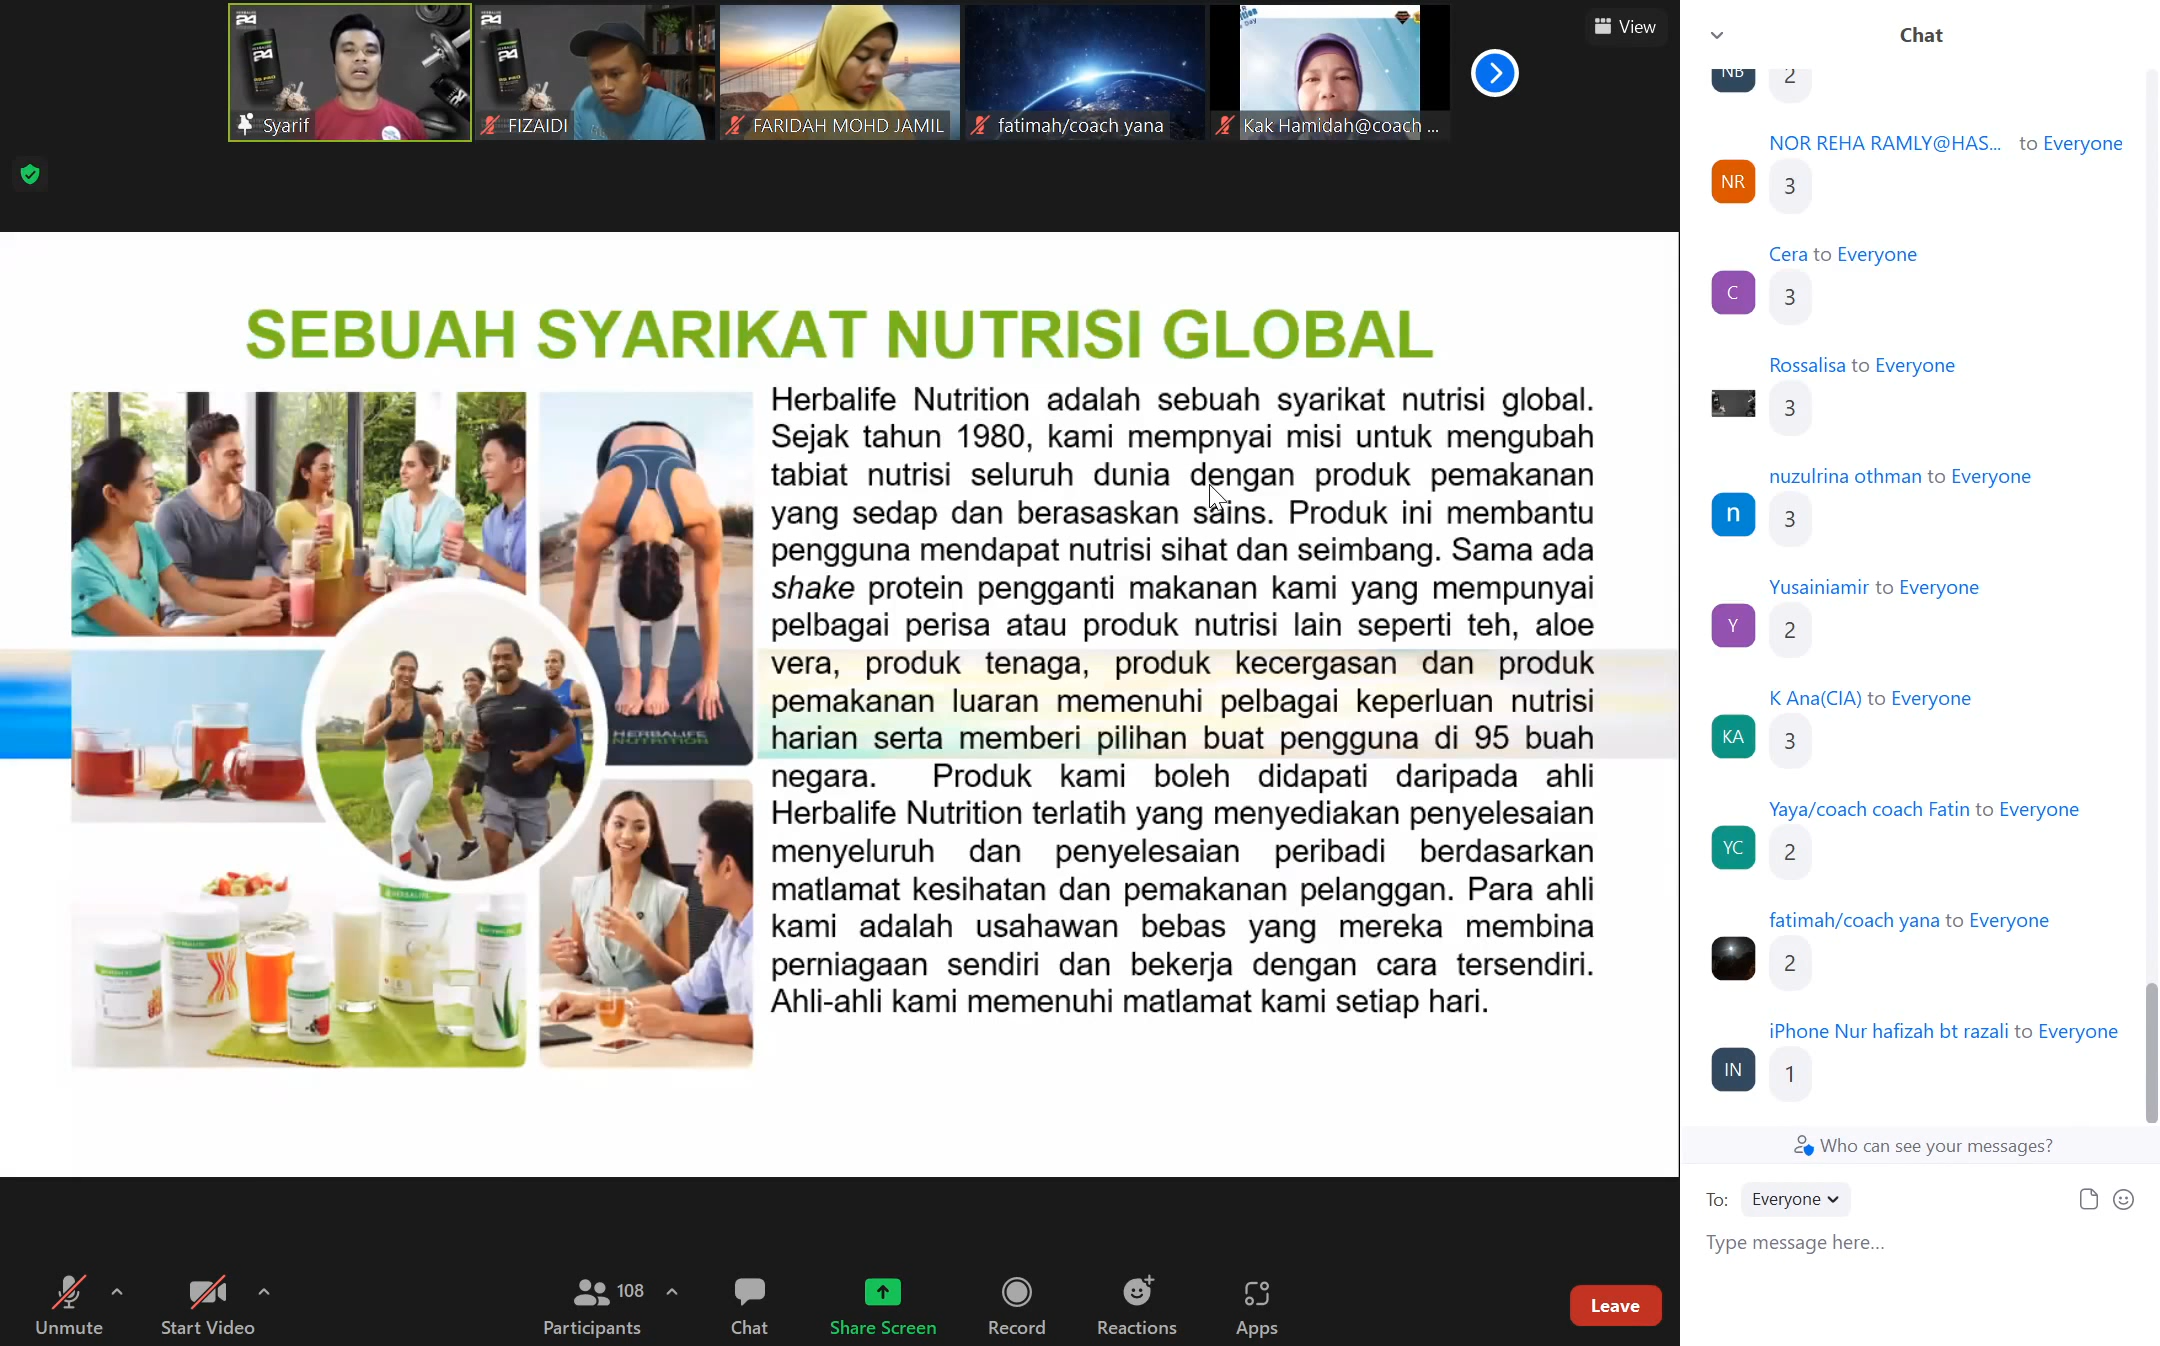 View
Syarif
FIZAIDI
FARIDAH MOHD JAMIL
fatimah/coach yana
Kak Hamidah@coach ...
SEBUAH SYARIKAT NUTRISI GLOBAL
Herbalife Nutrition adalah sebuah syarikat nutrisi global.
Sejak tahun 1980, kami mempnyai misi untuk mengubah
tabiat nutrisi seluruh dunia dengan produk pemakanan
yang sedap dan berasaskan sains. Produk ini membantu
pengguna mendapat nutrisi sihat dan seimbang. Sama ada
shake protein pengganti makanan kami yang mempunyai
pelbagai perisa atau produk nutrisi lain seperti teh, aloe
vera, produk tenaga, produk kecergasan dan produk
pemakanan luaran memenuhi pelbagai keperluan nutrisi
harian serta memberi pilihan buat pengguna di 95 buah
negara. Produk kami boleh didapati daripada ahli
Herbalife Nutrition terlatih yang menyediakan penyelesaian
menyeluruh dan penyelesaian peribadi berdasarkan
matlamat kesihatan dan pemakanan pelanggan. Para ahli
kami adalah usahawan bebas yang mereka membina
perniagaan sendiri dan bekerja dengan cara tersendiri.
Ahli-ahli kami memenuhi matlamat kami setiap hari.
HERBALIFE
NUTRITION
Unmute
Start Video
108
Participants
Chat
Share Screen
Record
Reactions
Apps
Leave
Chat
NB
2
NOR REHA RAMLY@HAS... to Everyone
NR
3
Cera to Everyone
C
3
Rossalisa to Everyone
3
nuzulrina othman to Everyone
n
3
Yusainiamir to Everyone
Y
2
K Ana(CIA) to Everyone
KA
3
Yaya/coach coach Fatin to Everyone
YC
2
fatimah/coach yana to Everyone
2
iPhone Nur hafizah bt razali to Everyone
IN
1
Who can see your messages?
To: Everyone
Type message here...